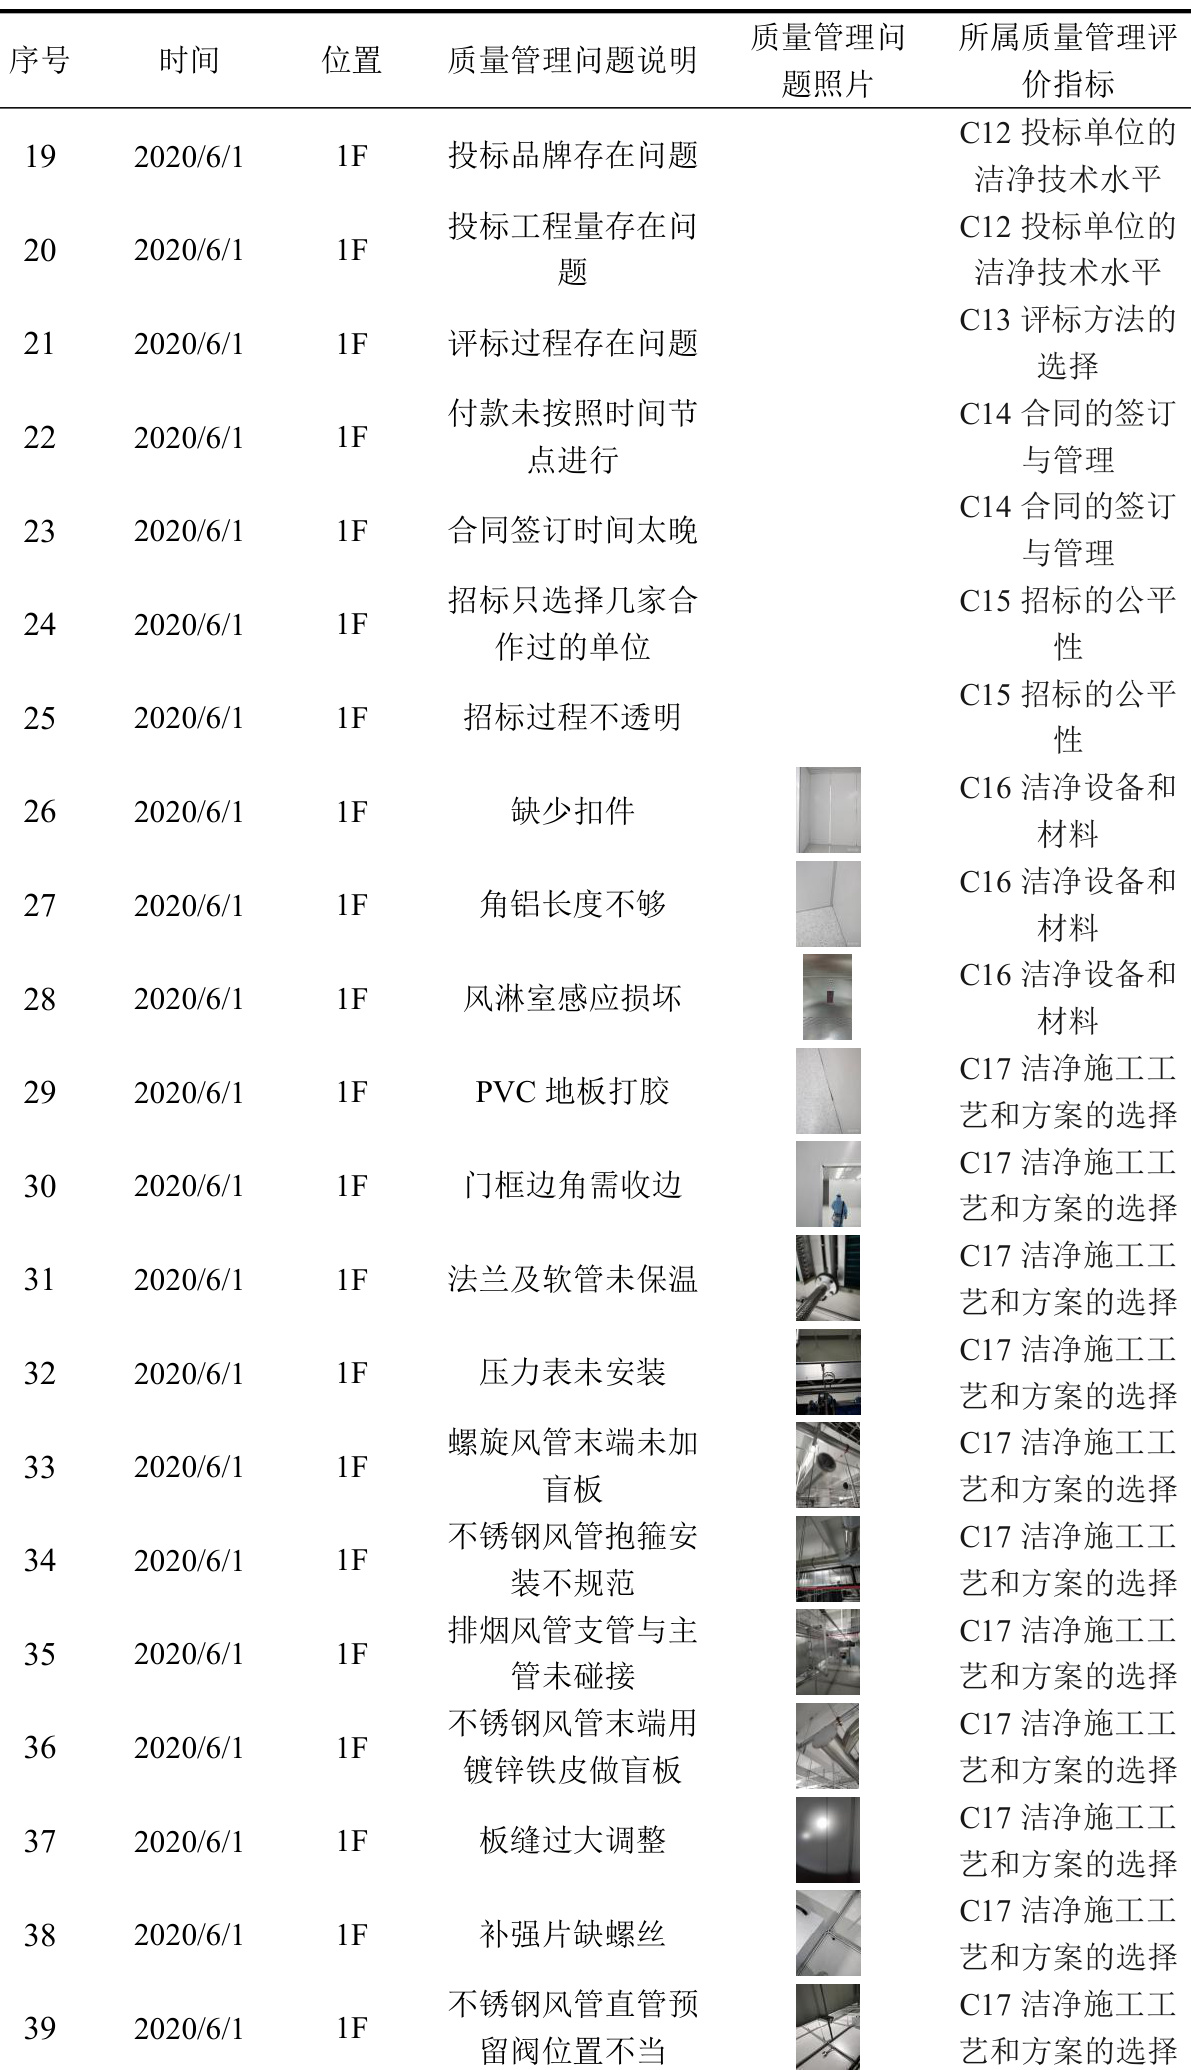 序号 时间 位置 质量管理问题说明 质量管理问 所属质量管理评
题照片 价指标
19 2020/6/1 1F 投标品牌存在问题 C12 投标单位的
洁净技术水平
20 2020/6/1 1F 投标工程量存在问 C12 投标单位的
题 洁净技术水平
21 2020/6/1 1F 评标过程存在问题 C13 评标方法的
选择
22 2020/6/1 1F 付款未按照时间节 C14 合同的签订
点进行 与管理
23 2020/6/1 1F 合同签订时间太晚 C14 合同的签订
与管理
24 2020/6/1 1F 招标只选择几家合 C15 招标的公平
作过的单位 性
25 2020/6/1 1F 招标过程不透明 C15 招标的公平
性
26 2020/6/1 1F 缺少扣件 C16 洁净设备和
材料
27 2020/6/1 1F 角铝长度不够 C16 洁净设备和
材料
28 2020/6/1 1F 风淋室感应损坏 C16 洁净设备和
材料
29 2020/6/1 1F PVC 地板打胶 C17 洁净施工工
艺和方案的选择
30 2020/6/1 1F 门框边角需收边 C17 洁净施工工
艺和方案的选择
31 2020/6/1 1F 法兰及软管未保温 C17 洁净施工工
艺和方案的选择
32 2020/6/1 1F 压力表未安装 C17 洁净施工工
艺和方案的选择
33 2020/6/1 1F 螺旋风管末端未加 C17 洁净施工工
盲板 艺和方案的选择
34 2020/6/1 1F 不锈钢风管抱箍安 C17 洁净施工工
装不规范 艺和方案的选择
35 2020/6/1 1F 排烟风管支管与主 C17 洁净施工工
管未碰接 艺和方案的选择
36 2020/6/1 1F 不锈钢风管末端用 C17 洁净施工工
镀锌铁皮做盲板 艺和方案的选择
37 2020/6/1 1F 板缝过大调整 C17 洁净施工工
艺和方案的选择
38 2020/6/1 1F 补强片缺螺丝 C17 洁净施工工
艺和方案的选择
39 2020/6/1 1F 不锈钢风管直管预 C17 洁净施工工
留阀位置不当 艺和方案的选择